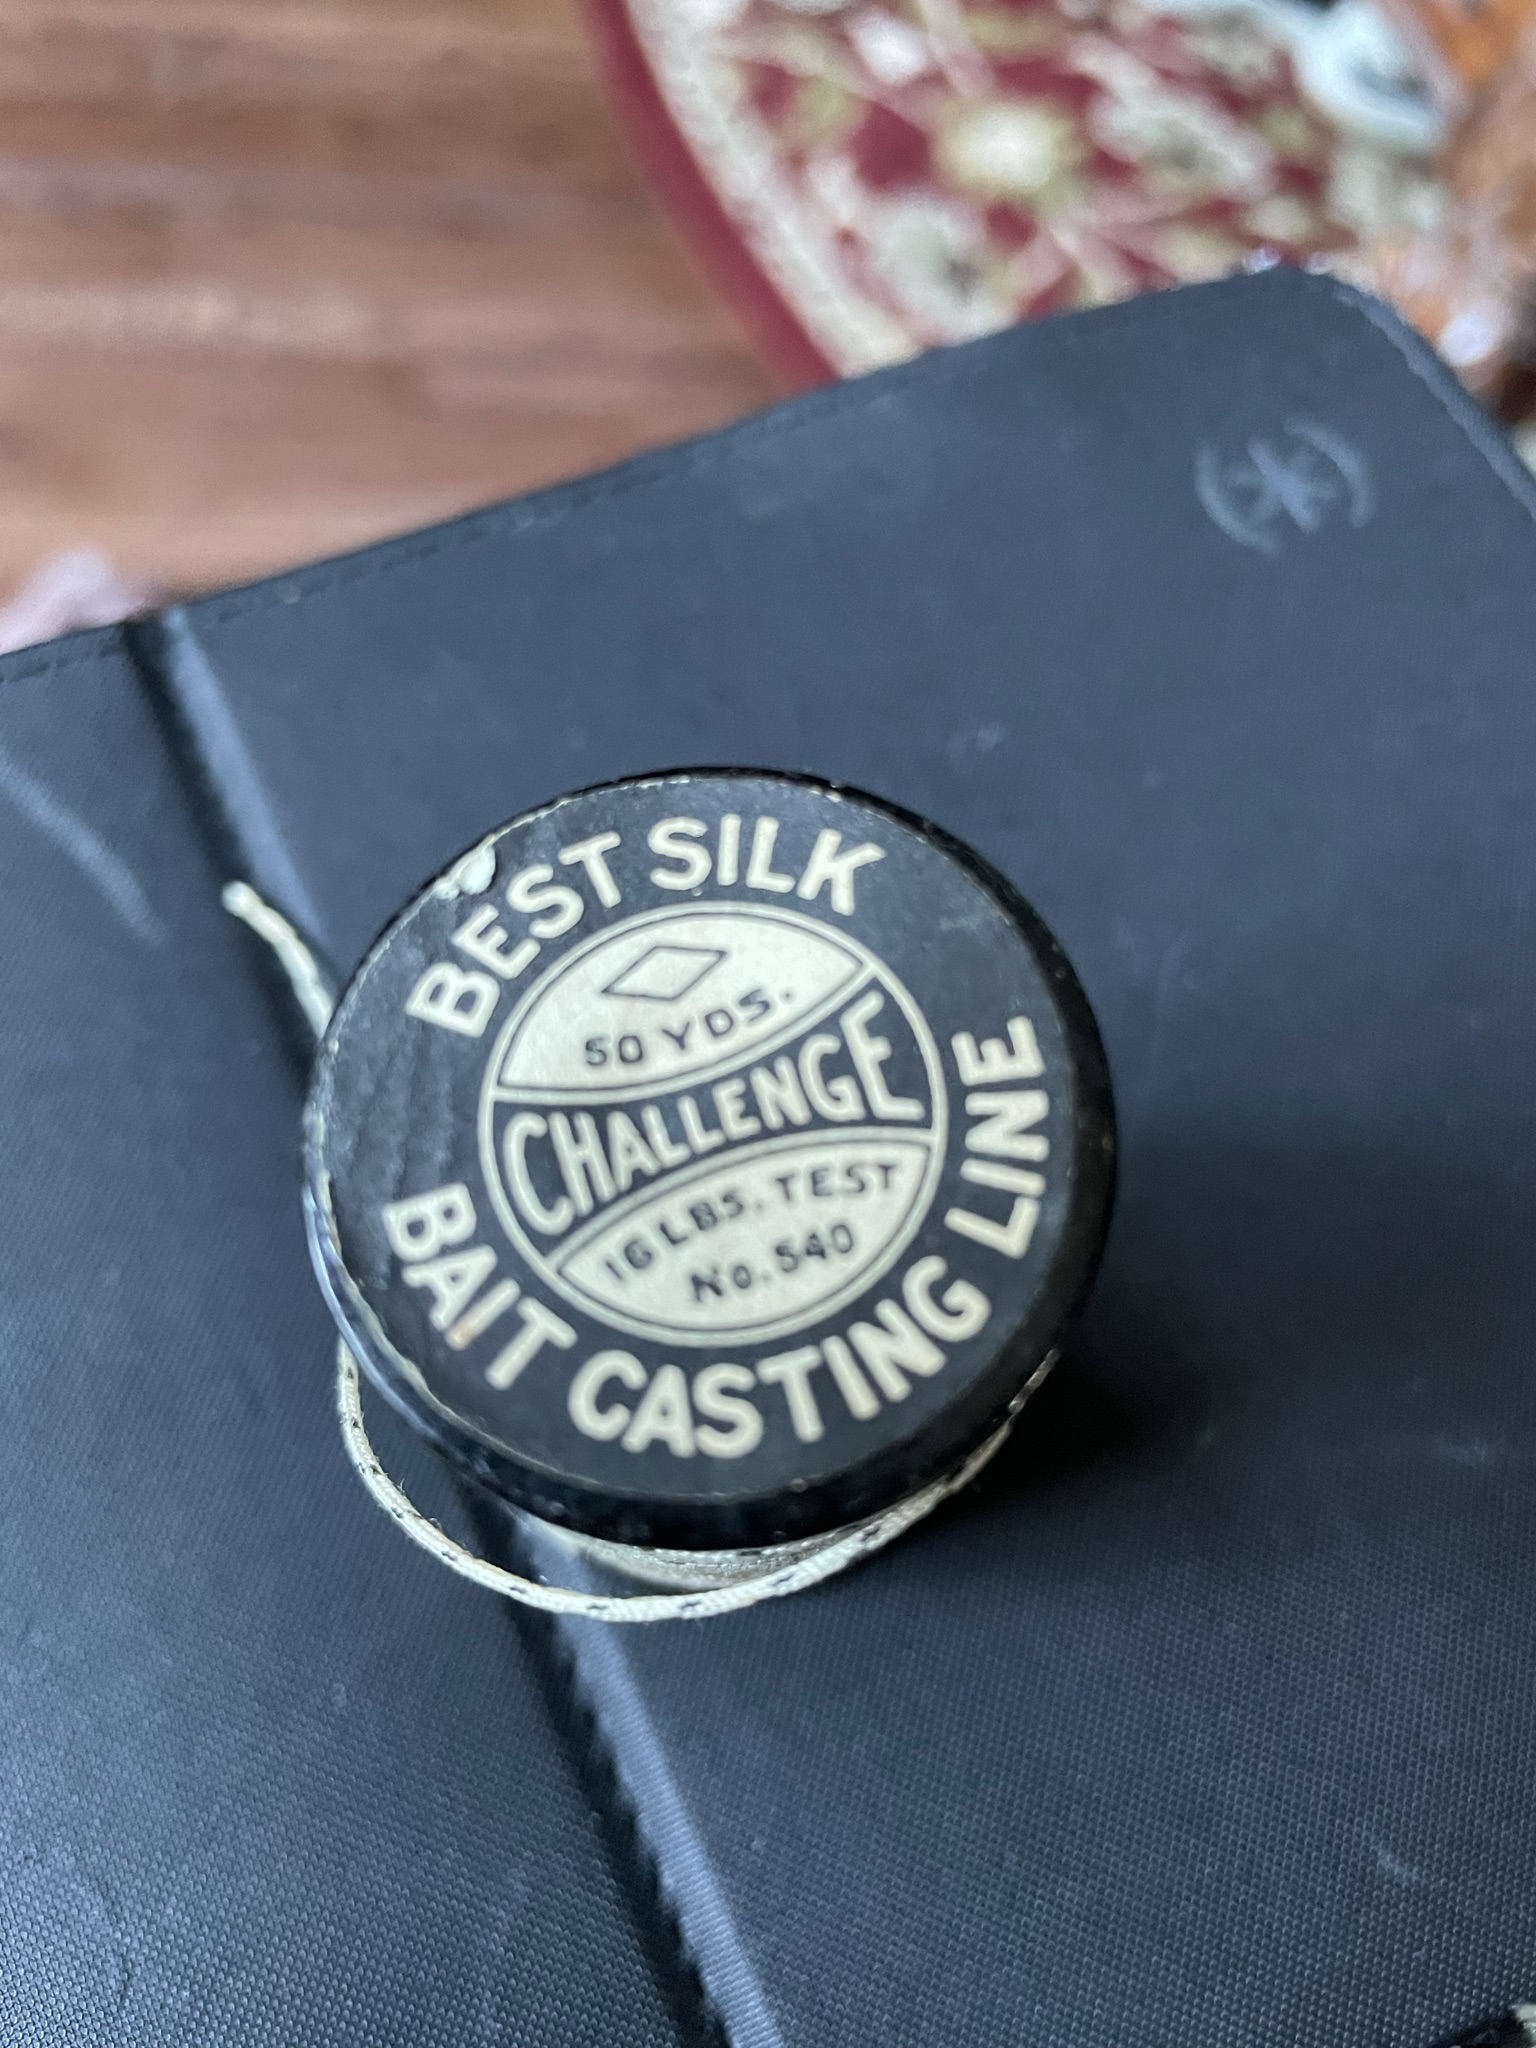 BEST SILK
50 YDS.
CHALLENGE
16 LBS. TEST
No. 540
BAIT CASTING LINE